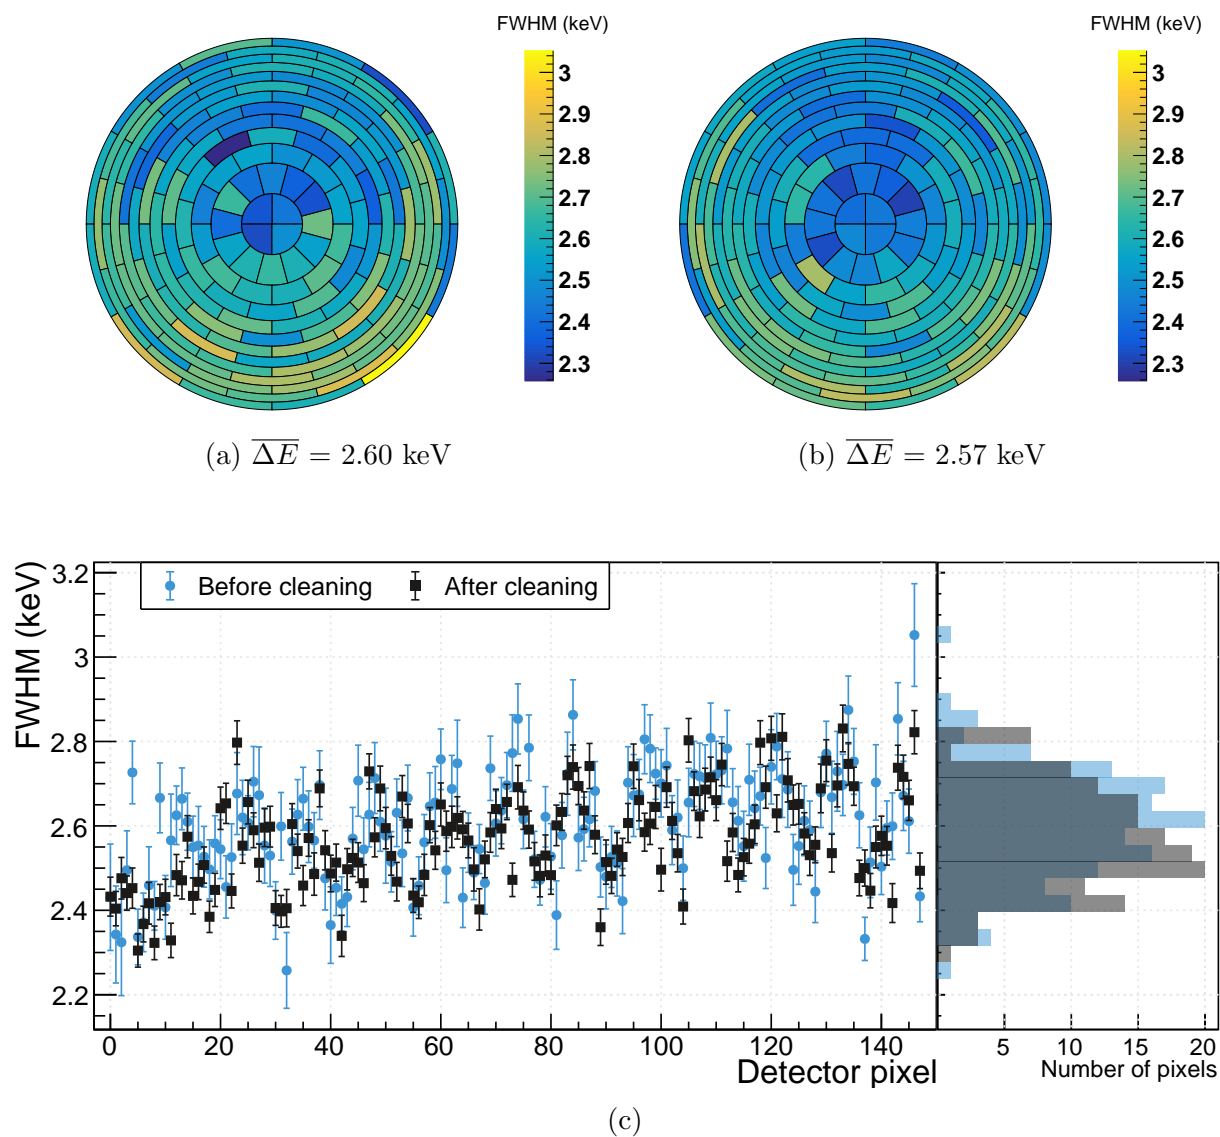 FWHM (keV)
3
2.9
2.8
2.7
2.6
2.5
2.4
2.3
(a) ΔE = 2.60 keV
FWHM (keV)
3
2.9
2.8
2.7
2.6
2.5
2.4
2.3
(b) ΔE = 2.57 keV
FWHM (keV)
3.2
3
2.8
2.6
2.4
2.2
Before cleaning After cleaning
0 20 40 60 80 100 120 140
Detector pixel
5 10 15 20
Number of pixels
(c)